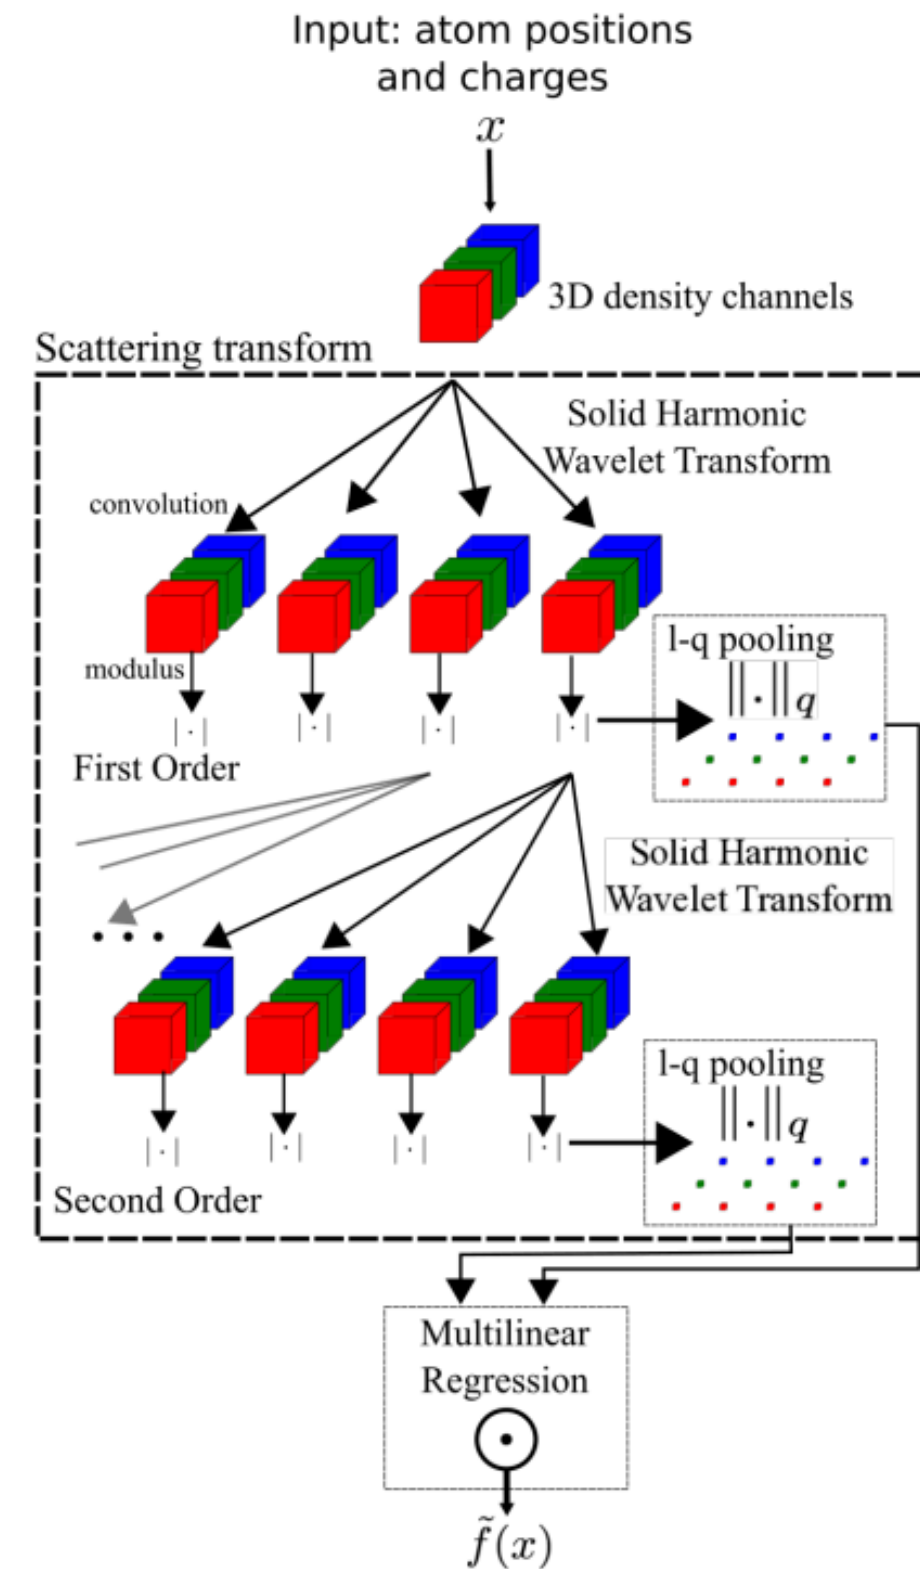 Input: atom positions
and charges
x
3D density channels
Scattering transform
Solid Harmonic
Wavelet Transform
convolution
modulus
l-q pooling
||·||q
|·| |·| |·| |·|
First Order
Solid Harmonic
Wavelet Transform
• • •
l-q pooling
||·||q
|·| |·| |·| |·|
Second Order
Multilinear
Regression
f̃(x)